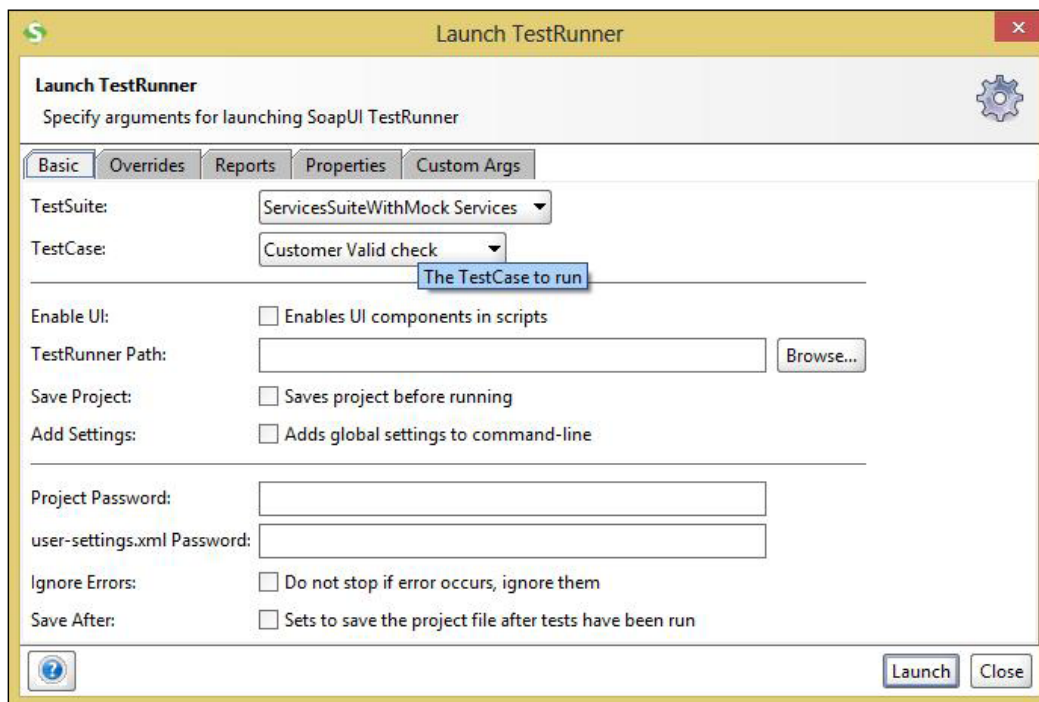 Launch TestRunner
Launch TestRunner
Specify arguments for launching SoapUI TestRunner
Basic Overrides Reports Properties Custom Args
TestSuite: ServicesSuiteWithMock Services
TestCase: Customer Valid check
The TestCase to run
Enable UI: Enables UI components in scripts
TestRunner Path: Browse...
Save Project: Saves project before running
Add Settings: Adds global settings to command-line
Project Password:
user-settings.xml Password:
Ignore Errors: Do not stop if error occurs, ignore them
Save After: Sets to save the project file after tests have been run
Launch Close